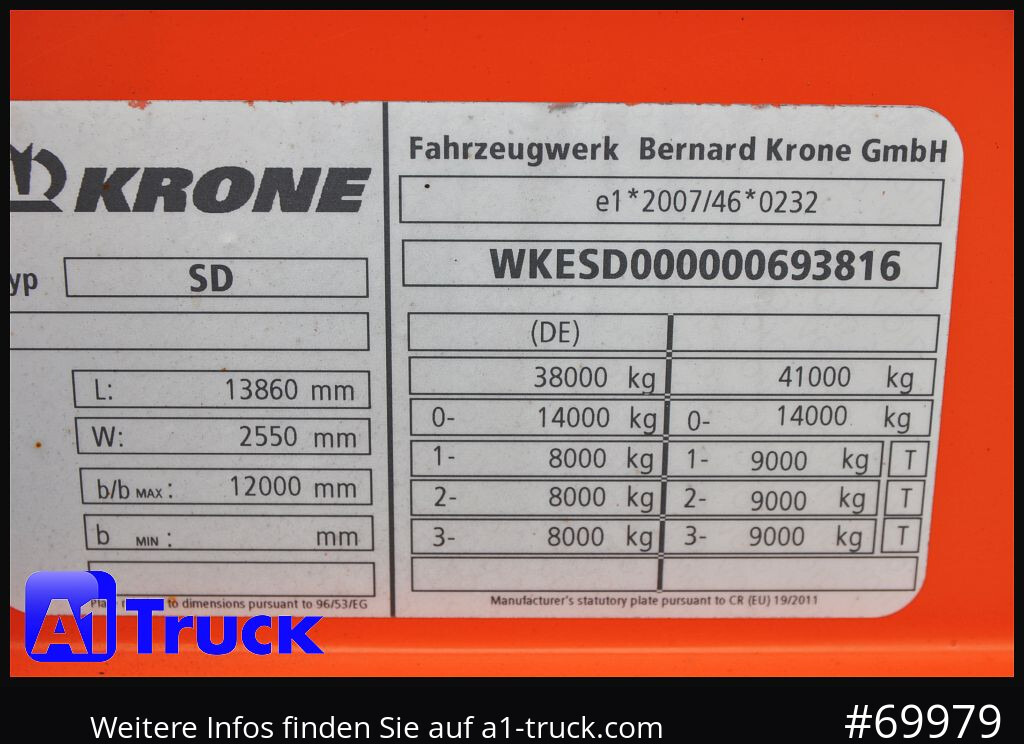 KRONE
yp SD
L: 13860 mm
W: 2550 mm
b/b MAX : 12000 mm
b MIN : mm
to dimensions pursuant to 96/53/EG
Fahrzeugwerk Bernard Krone GmbH
e1*2007/46*0232
WKESD000000693816
(DE)
38000 kg 41000 kg
0- 14000 kg 0- 14000 kg
1- 8000 kg 1- 9000 kg T
2- 8000 kg 2- 9000 kg T
3- 8000 kg 3- 9000 kg T
Manufacturer's statutory plate pursuant to CR (EU) 19/2011
A1 Truck
Weitere Infos finden Sie auf a1-truck.com
#69979